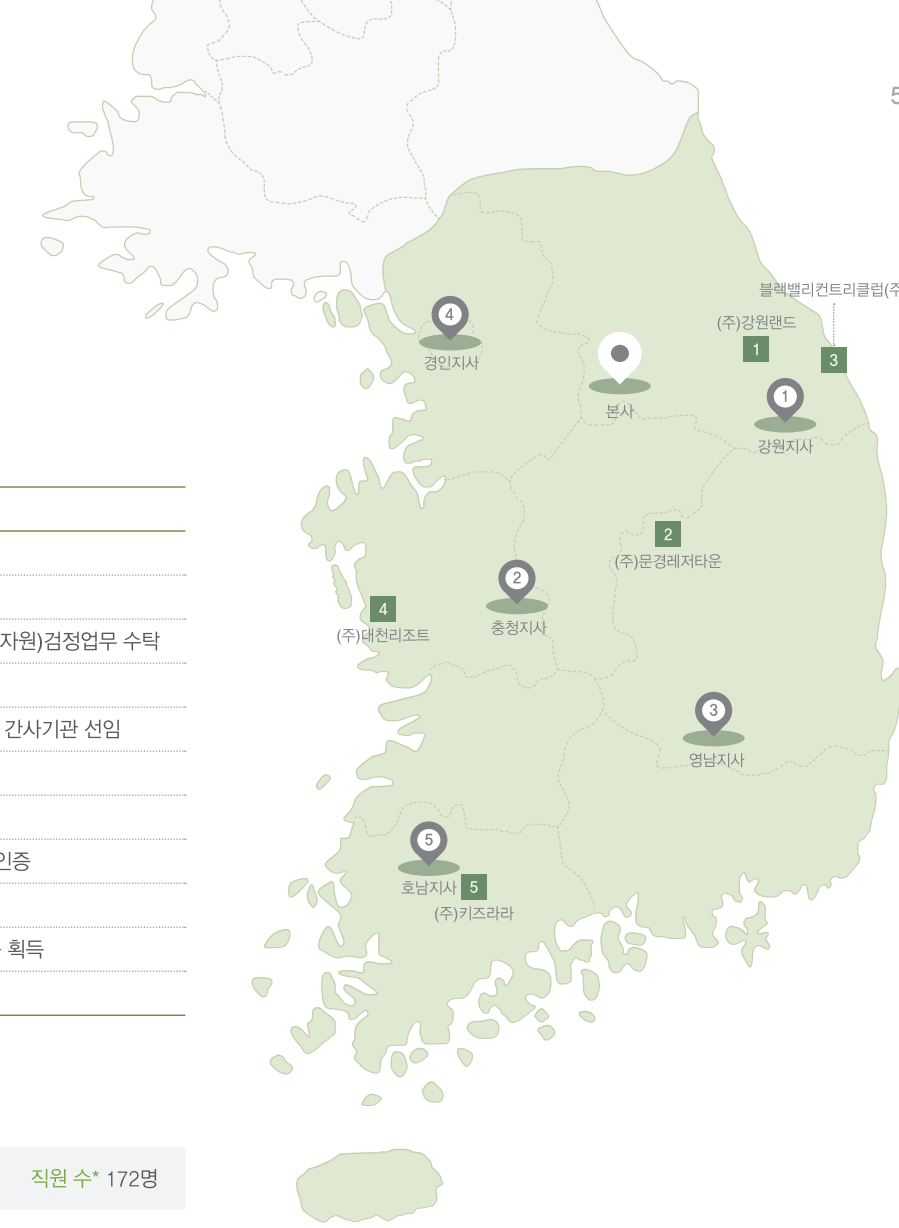 5
블랙밸리컨트리클럽(주
(주)강원랜드
1
3
4
경인지사
본사
1
강원지사
2
(주)문경레저타운
2
충청지사
4
(주)대천리조트
자원)검정업무 수탁
간사기관 선임
3
영남지사
5
호남지사
5
(주)키즈라라
인증
획득
직원 수* 172명